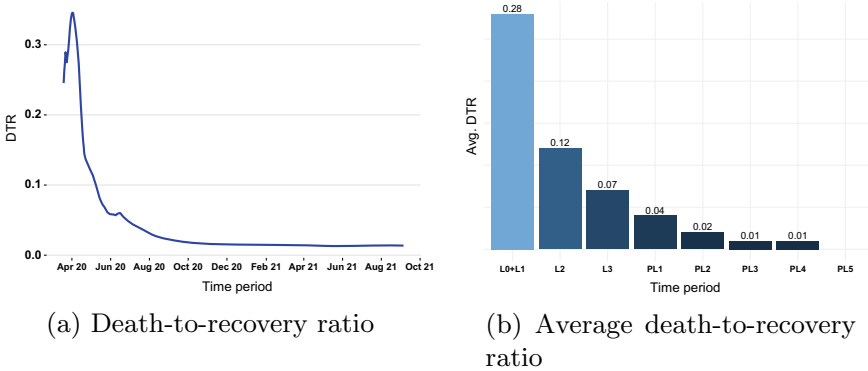 0.3
0.2
0.1
0.0
DTR
Apr 20 Jun 20 Aug 20 Oct 20 Dec 20 Feb 21 Apr 21 Jun 21 Aug 21 Oct 21
Time period
(a) Death-to-recovery ratio
0.28
0.12
0.07
0.04
0.02
0.01
0.01
Avg. DTR
L0+L1 L2 L3 PL1 PL2 PL3 PL4 PL5
Time period
(b) Average death-to-recovery
ratio